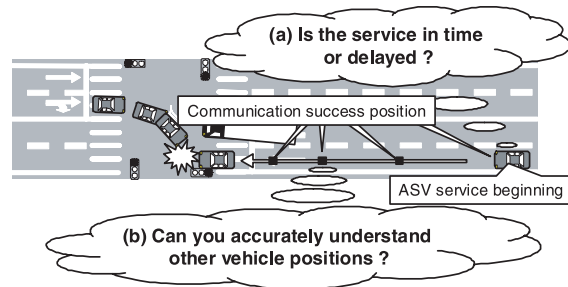 (a) Is the service in time
or delayed ?
Communication success position
ASV service beginning
(b) Can you accurately understand
other vehicle positions ?